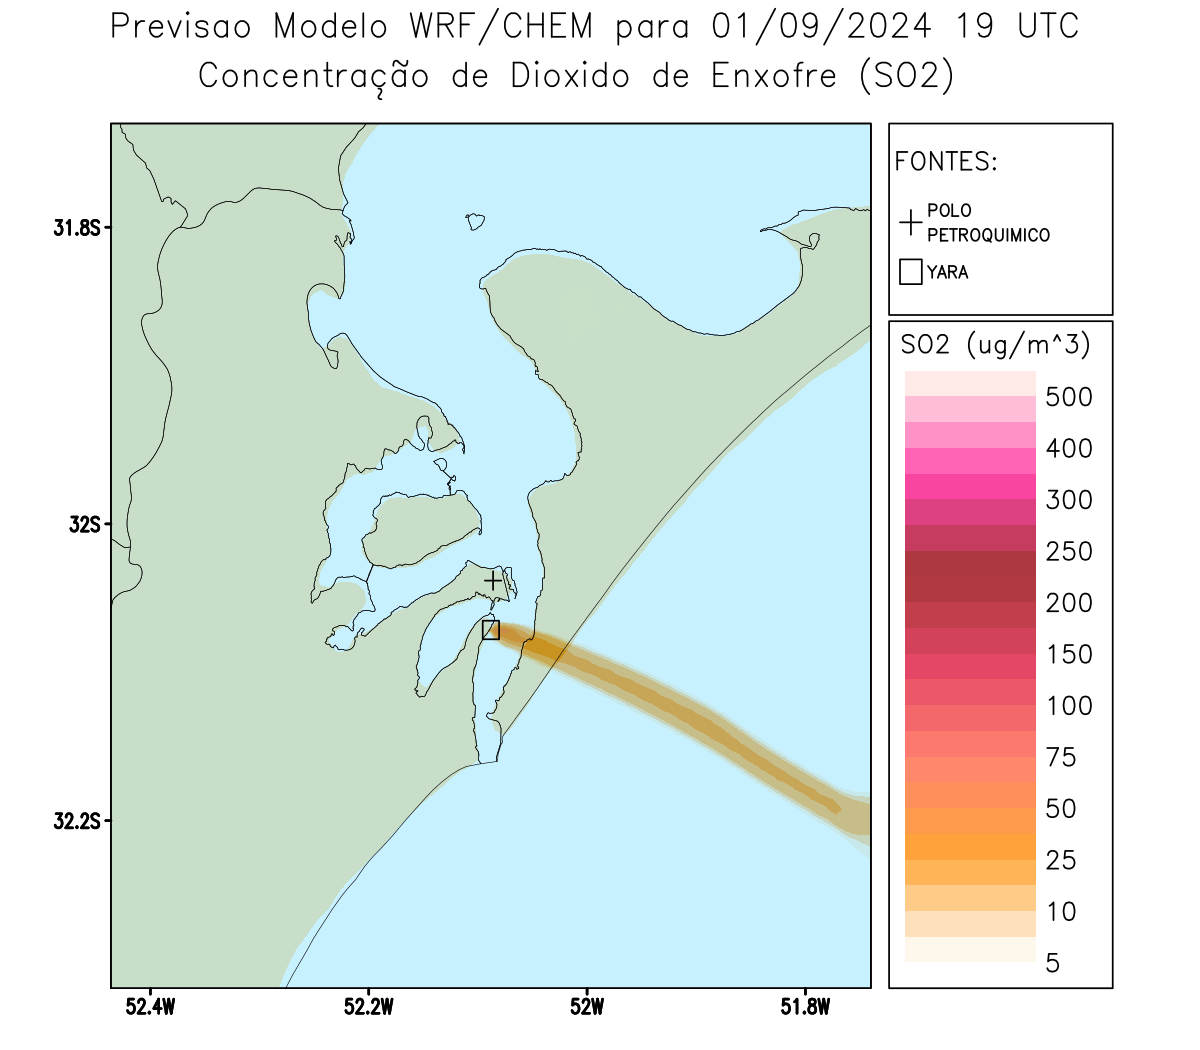 Previsao Modelo WRF/CHEM para 01/09/2024 19 UTC
Concentração de Dioxido de Enxofre (SO2)
FONTES:
POLO
PETROQUIMICO
YARA
SO2 (ug/m^3)
500
400
300
250
200
150
100
75
50
25
10
5
31.8S
32S
32.2S
52.4W
52.2W
52W
51.8W